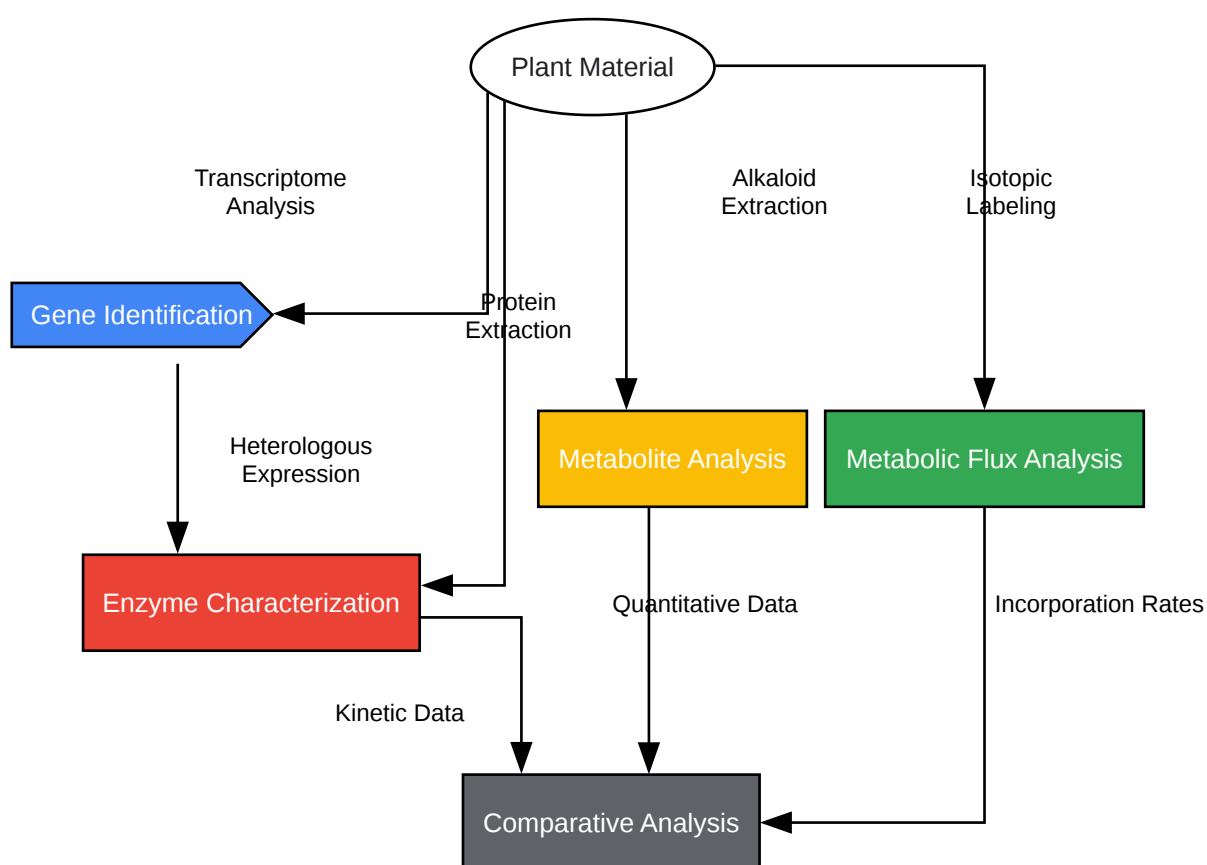 Plant Material
Transcriptome
Analysis
Alkaloid
Extraction
Isotopic
Labeling
Gene Identification
Protein
Extraction
Heterologous
Expression
Metabolite Analysis
Metabolic Flux Analysis
Enzyme Characterization
Quantitative Data
Incorporation Rates
Kinetic Data
Comparative Analysis